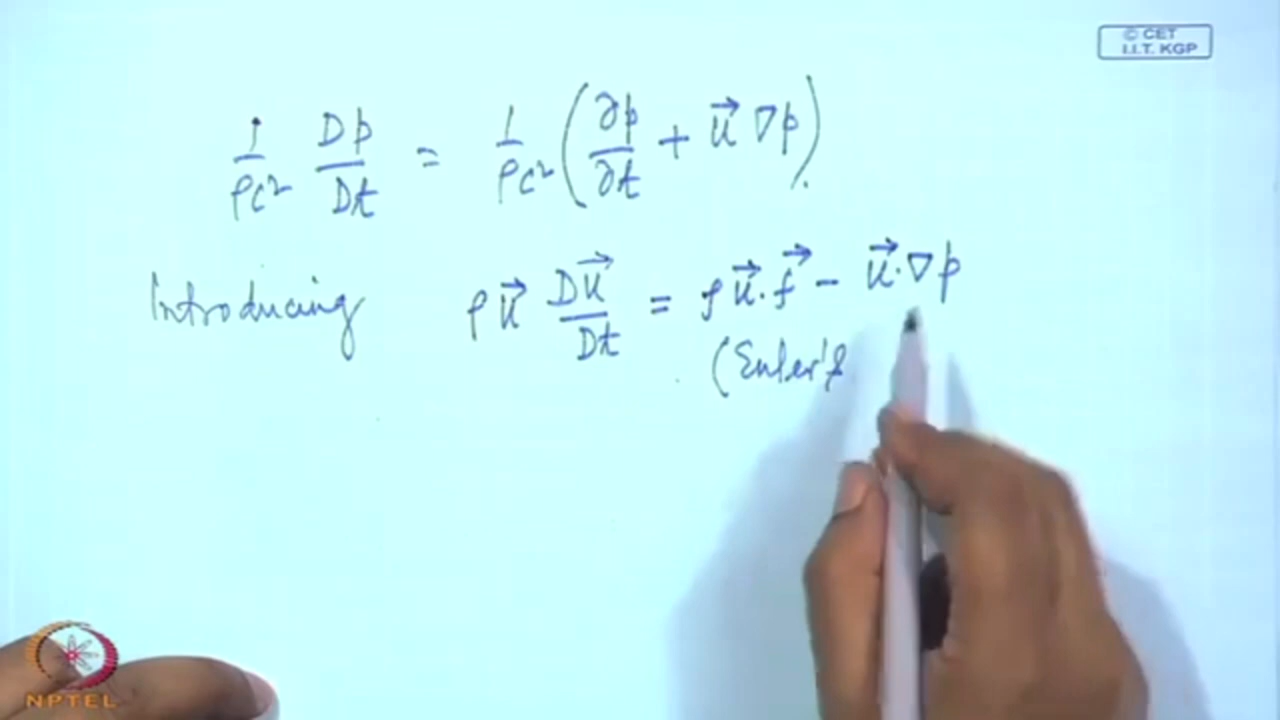 © CET
I.I.T. KGP
1/ρc² Dp/Dt = 1/ρc² (∂p/∂t + u⃗ ∇p).
Introducing ρu⃗ Du⃗/Dt = ρu⃗.f⃗ - u⃗.∇p
(Euler's
NPTEL